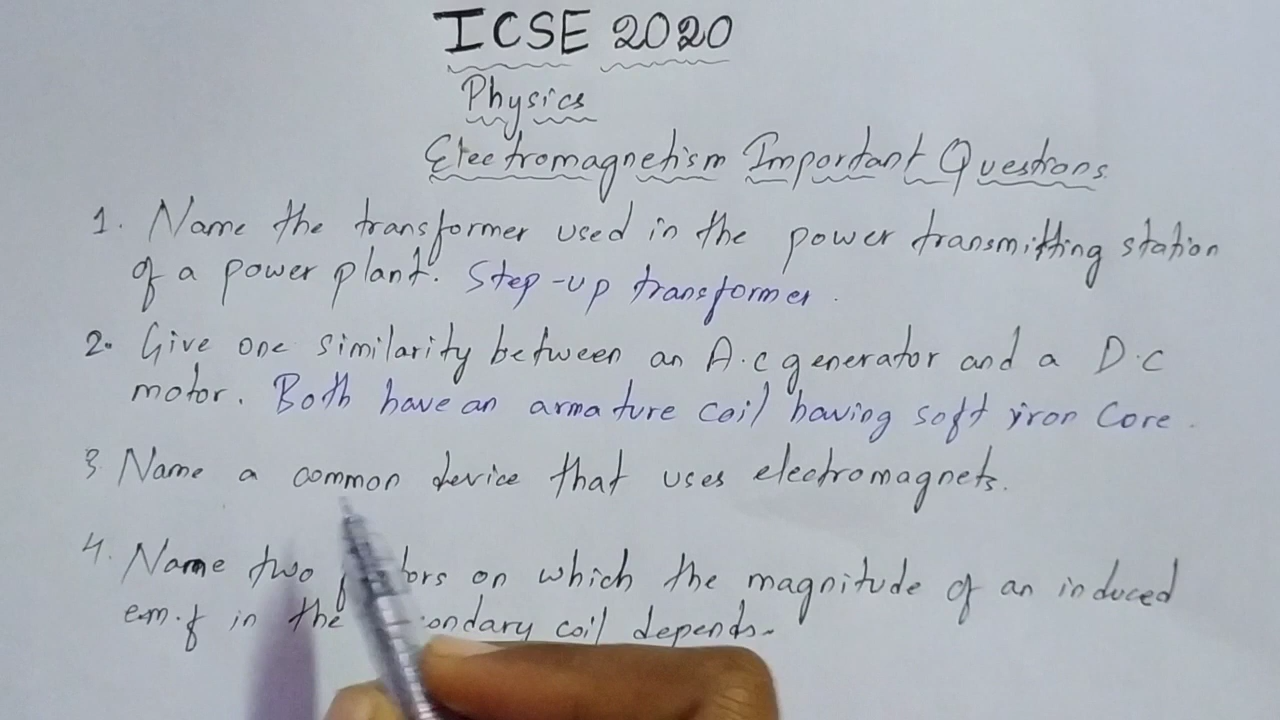 ICSE 2020
Physics
Electromagnetism Important Questions
1. Name the transformer used in the power transmitting station
of a power plant. Step-up transformer.
2. Give one similarity between an A.c generator and a D.C
motor. Both have an armature coil having soft iron Core.
3 Name a common device that uses electromagnets.
4. Name two on which the magnitude of an induced
e.m.f in the coil depends.